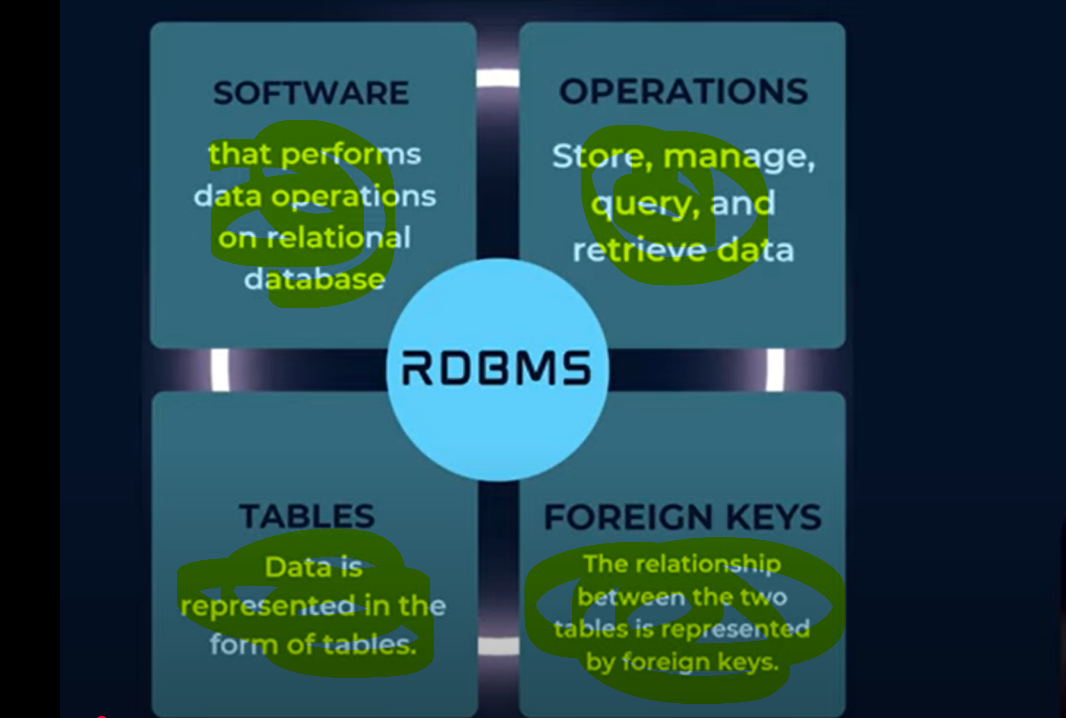 SOFTWARE
that performs
data operations
on relational
database
OPERATIONS
Store, manage,
query, and
retrieve data
RDBMS
TABLES
Data is
represented in the
form of tables.
FOREIGN KEYS
The relationship
between the two
tables is represented
by foreign keys.